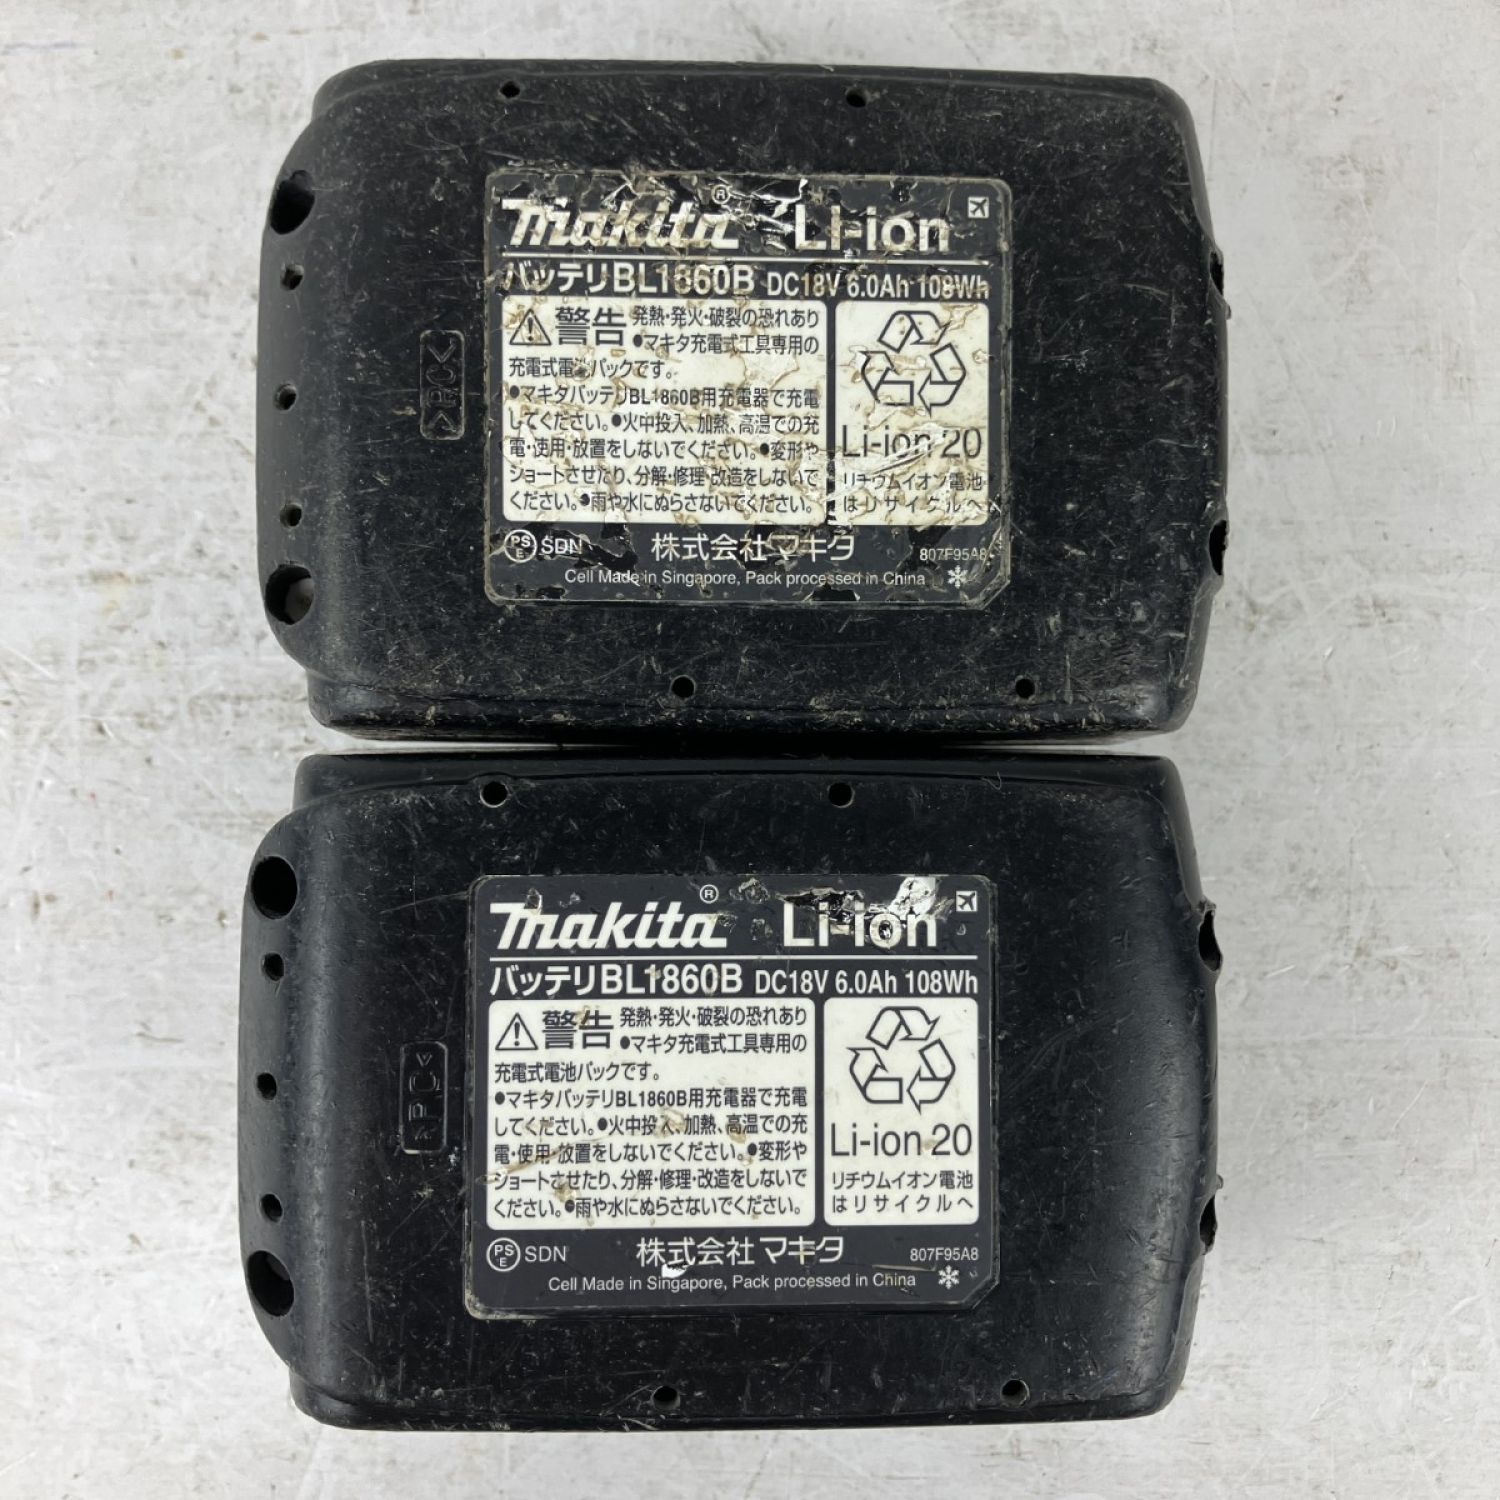 makita® Li-ion
バッテリBL1860B DC18V 6.0Ah 108Wh
警告 発熱・発火・破裂の恐れあり
●マキタ充電式工具専用の
充電式電池パックです。
●マキタバッテリBL1860B用充電器で充電
してください。●火中投入、加熱、高温での充
電・使用・放置をしないでください。●変形や
ショートさせたり、分解・修理・改造をしないで
ください。●雨や水にぬらさないでください。
Li-ion 20
リチウムイオン電池
はリサイクルへ
PS E SDN 株式会社マキタ 807F95A8
Cell Made in Singapore, Pack processed in China
>PC<
makita® Li-ion
バッテリBL1860B DC18V 6.0Ah 108Wh
警告 発熱・発火・破裂の恐れあり
●マキタ充電式工具専用の
充電式電池パックです。
●マキタバッテリBL1860B用充電器で充電
してください。●火中投入、加熱、高温での充
電・使用・放置をしないでください。●変形や
ショートさせたり、分解・修理・改造をしないで
ください。●雨や水にぬらさないでください。
Li-ion 20
リチウムイオン電池
はリサイクルへ
PS E SDN 株式会社マキタ 807F95A8
Cell Made in Singapore, Pack processed in China